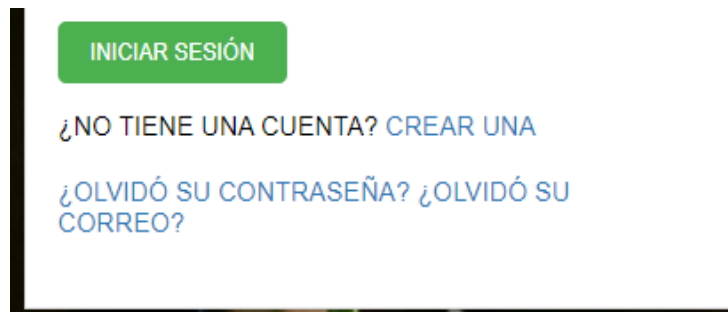 INICIAR SESIÓN
¿NO TIENE UNA CUENTA? CREAR UNA
¿OLVIDÓ SU CONTRASEÑA? ¿OLVIDÓ SU
CORREO?